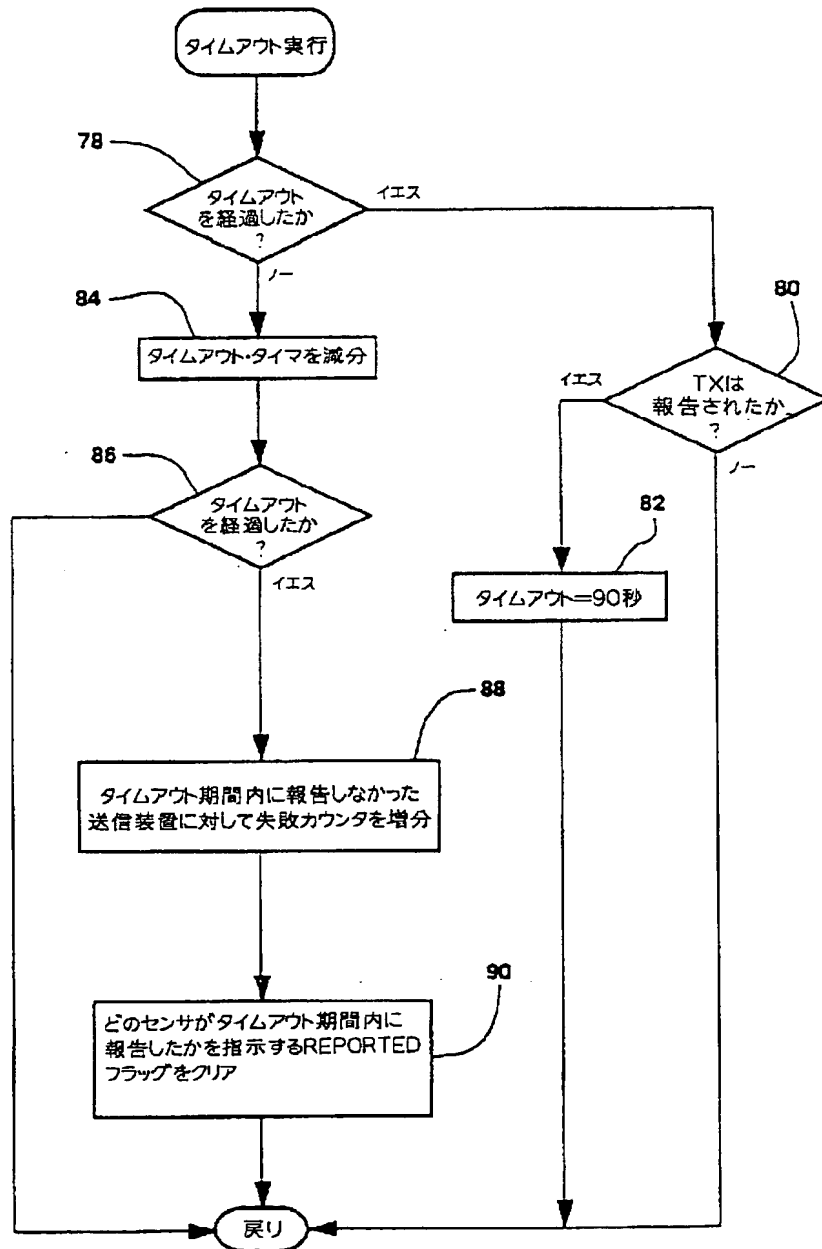 タイムアウト実行
78
タイムアウト
を経過したか
?
イエス
ノー
84
タイムアウト・タイマを減分
80
TXは
報告されたか
?
イエス
ノー
86
タイムアウト
を経過したか
?
イエス
82
タイムアウト=90秒
88
タイムアウト期間内に報告しなかった
送信装置に対して失敗カウンタを増分
90
どのセンサがタイムアウト期間内に
報告したかを指示するREPORTED
フラッグをクリア
戻り